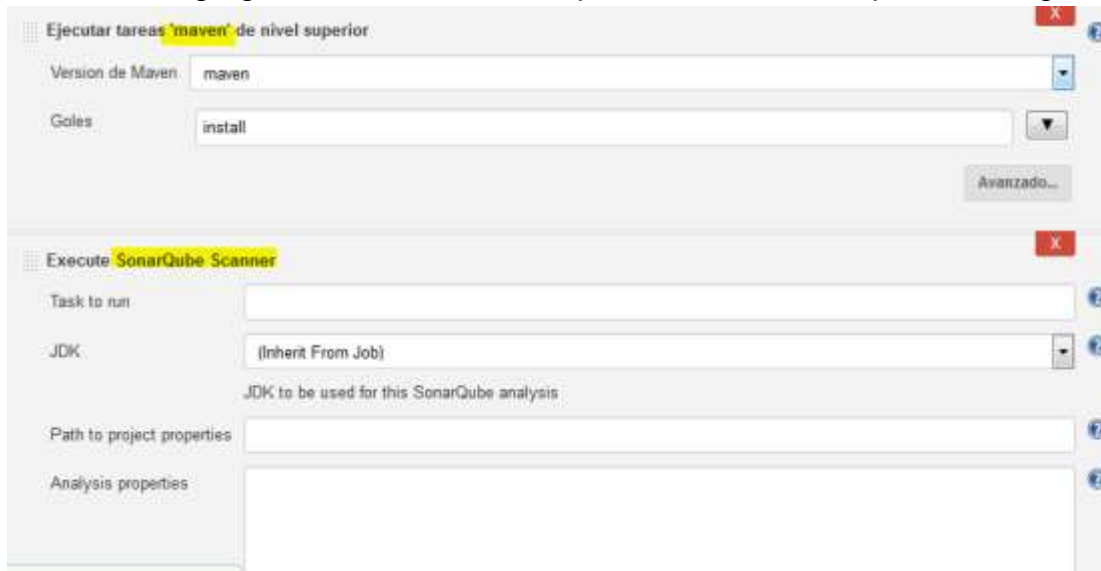 Ejecutar tareas 'maven' de nivel superior
X
Version de Maven maven
Goles install
▼
Avanzado...
Execute SonarQube Scanner
X
Task to run
JDK (Inherit From Job)
JDK to be used for this SonarQube analysis
Path to project properties
Analysis properties